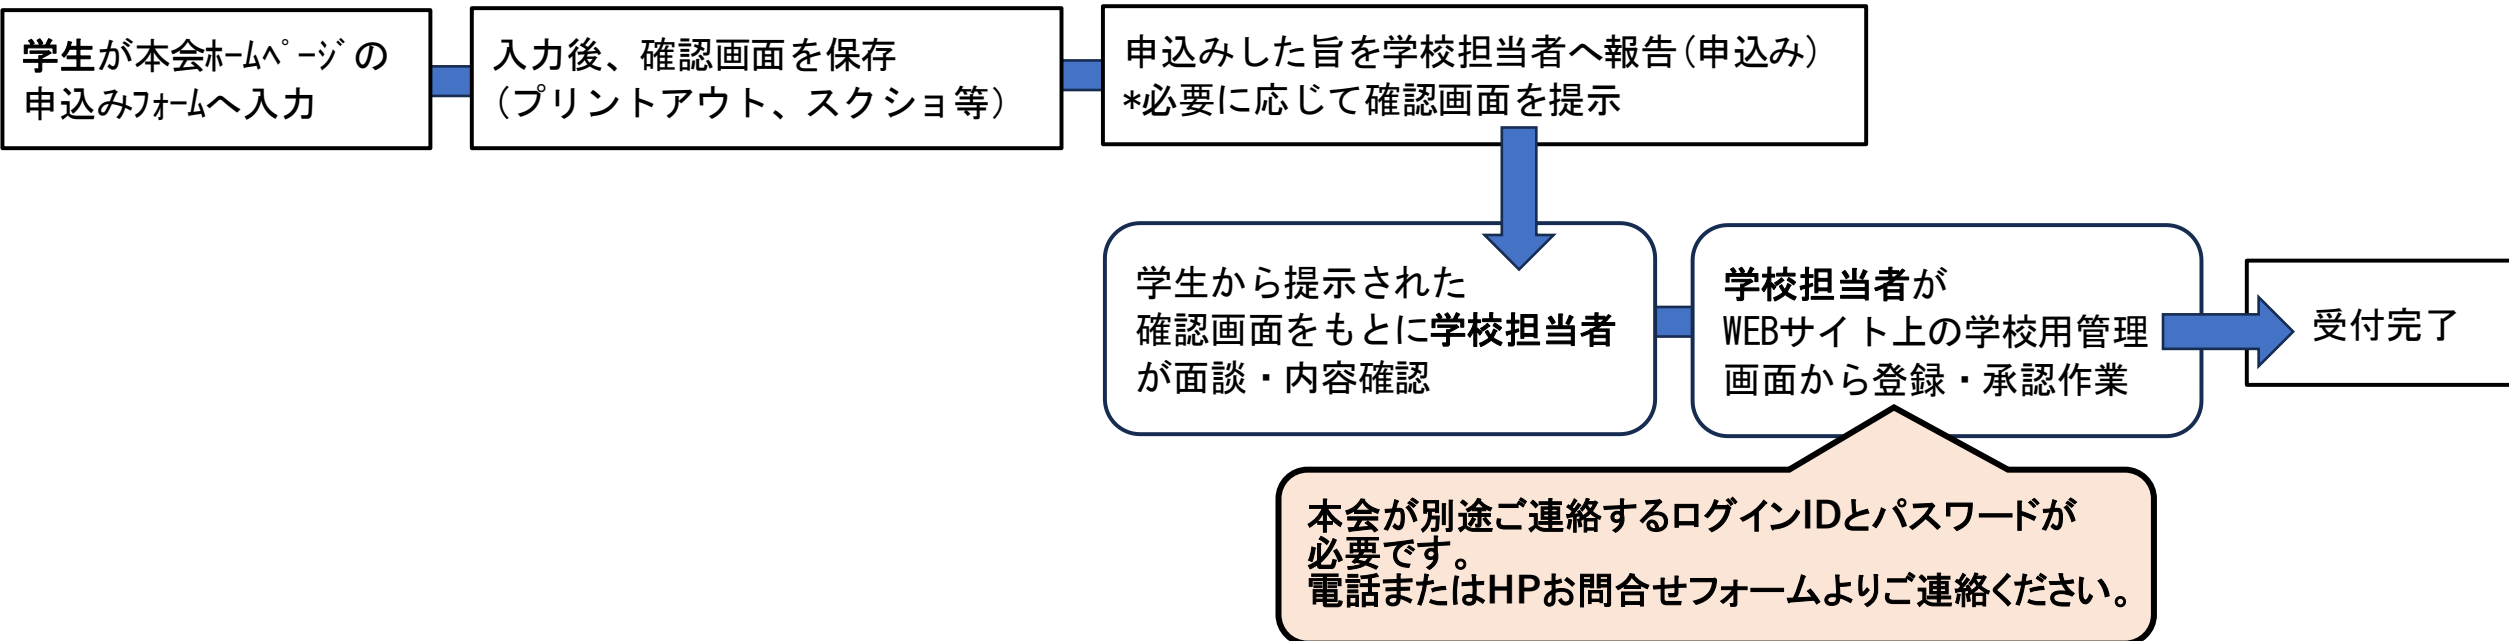 学生が本会ﾎｰﾑﾍﾟｰｼﾞの
申込みﾌｫｰﾑへ入力
入力後、確認画面を保存
（プリントアウト、スクショ等）
申込みした旨を学校担当者へ報告(申込み)
*必要に応じて確認画面を提示
学生から提示された
確認画面をもとに学校担当者
が面談・内容確認
学校担当者が
WEBサイト上の学校用管理
画面から登録・承認作業
受付完了
本会が別途ご連絡するログインIDとパスワードが
必要です。
電話またはHPお問合せフォームよりご連絡ください。